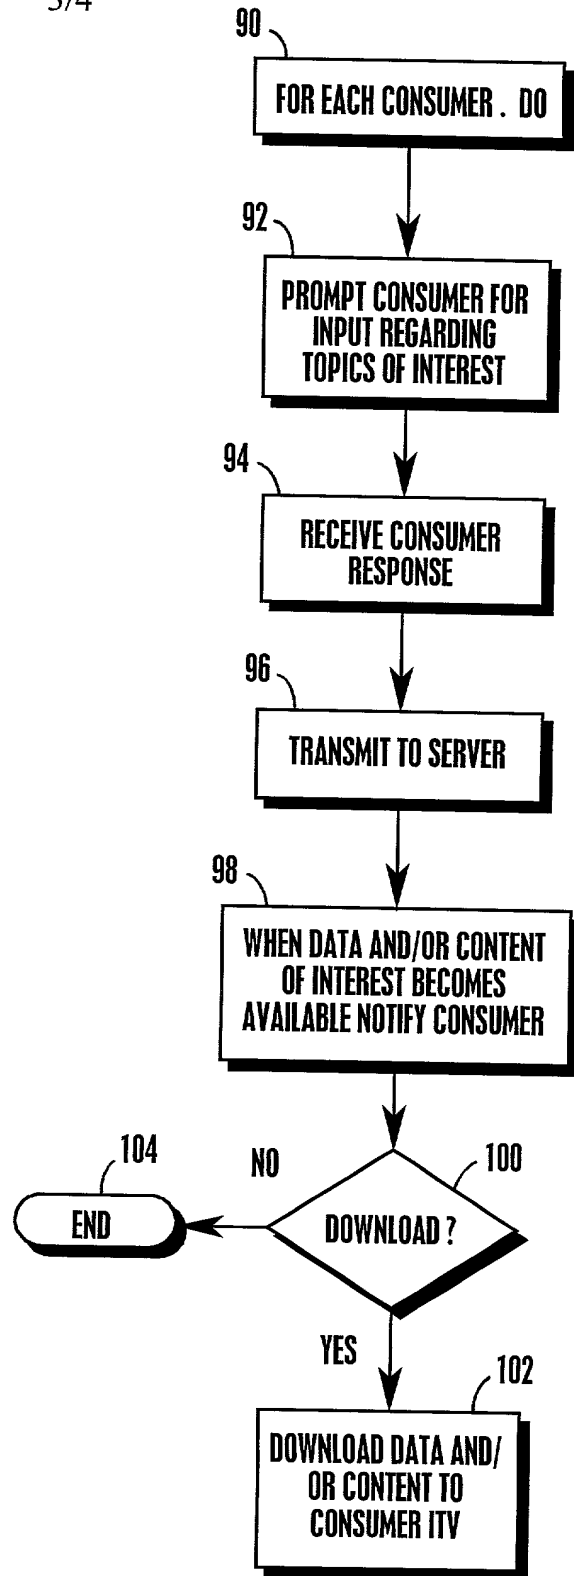 3/4
90
FOR EACH CONSUMER. DO
92
PROMPT CONSUMER FOR
INPUT REGARDING
TOPICS OF INTEREST
94
RECEIVE CONSUMER
RESPONSE
96
TRANSMIT TO SERVER
98
WHEN DATA AND/OR CONTENT
OF INTEREST BECOMES
AVAILABLE NOTIFY CONSUMER
104
NO
100
END
DOWNLOAD?
YES
102
DOWNLOAD DATA AND/
OR CONTENT TO
CONSUMER ITV